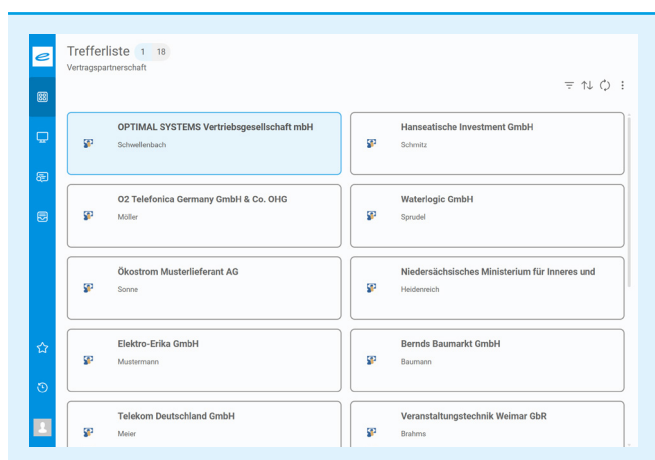 Trefferliste 1 18
Vertragspartnerschaft
OPTIMAL SYSTEMS Vertriebsgesellschaft mbH
Schwellenbach
Hanseatische Investment GmbH
Schmitz
O2 Telefonica Germany GmbH & Co. OHG
Möller
Waterlogic GmbH
Sprudel
Ökostrom Musterlieferant AG
Sonne
Niedersächsisches Ministerium für Inneres und
Heidenreich
Elektro-Erika GmbH
Mustermann
Bernds Baumarkt GmbH
Baumann
Telekom Deutschland GmbH
Meier
Veranstaltungstechnik Weimar GbR
Brahms